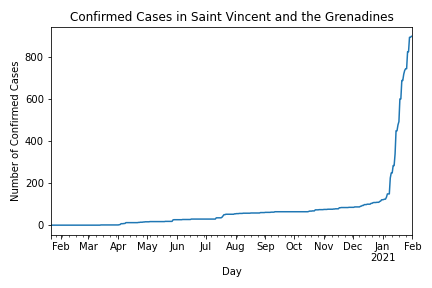 Confirmed Cases in Saint Vincent and the Grenadines
Number of Confirmed Cases
800
600
400
200
0
Feb Mar Apr May Jun Jul Aug Sep Oct Nov Dec Jan Feb
2021
Day